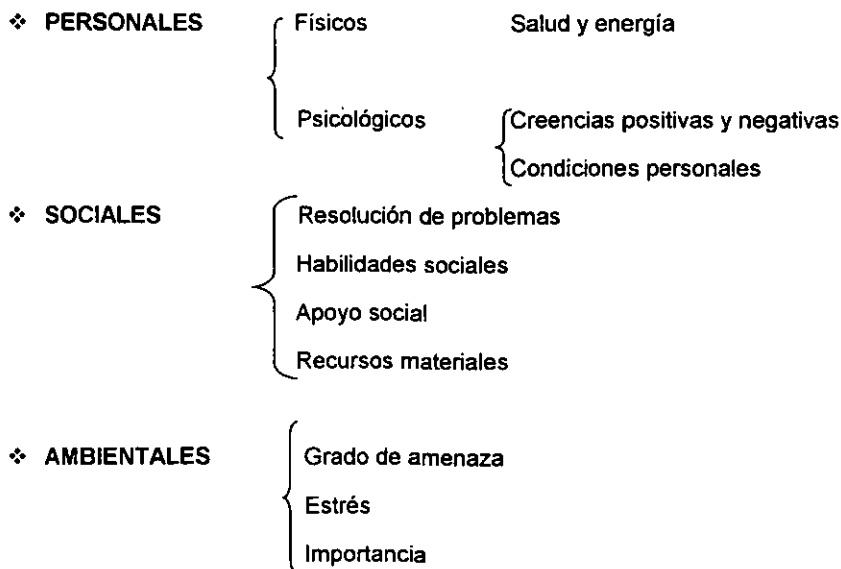 ❖ PERSONALES Físicos Salud y energía
Psicológicos Creencias positivas y negativas
Condiciones personales
❖ SOCIALES Resolución de problemas
Habilidades sociales
Apoyo social
Recursos materiales
❖ AMBIENTALES Grado de amenaza
Estrés
Importancia